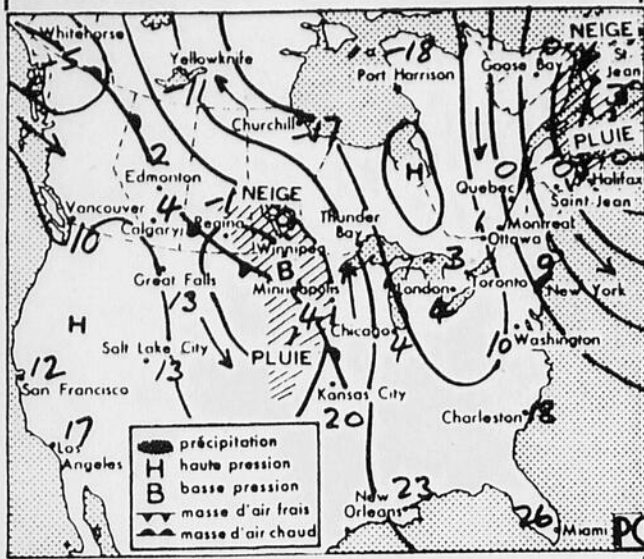 Whitehorse
-5
Yellowknife
-11
-18
Port Harrison
Goose Bay
0
NEIGE
St-
Jean
Churchill
-17
PLUIE
2
Edmonton
H
0
Quebec
Halifax
Saint-Jean
4
-1
NEIGE
Vancouver
Calgary
Regina
Thunder
Bay
Montreal
10
Winnipeg
Ottawa
B
3
9
Great Falls
Minneapolis
London
Toronto
New York
13
H
4
Chicago
4
10
Washington
Salt Lake City
PLUIE
12
13
San Francisco
Kansas City
20
Charleston
18
17
Los
Angeles
précipitation
H haute pression
B basse pression
masse d'air frais
masse d'air chaud
New
Orleans
23
26
Miami